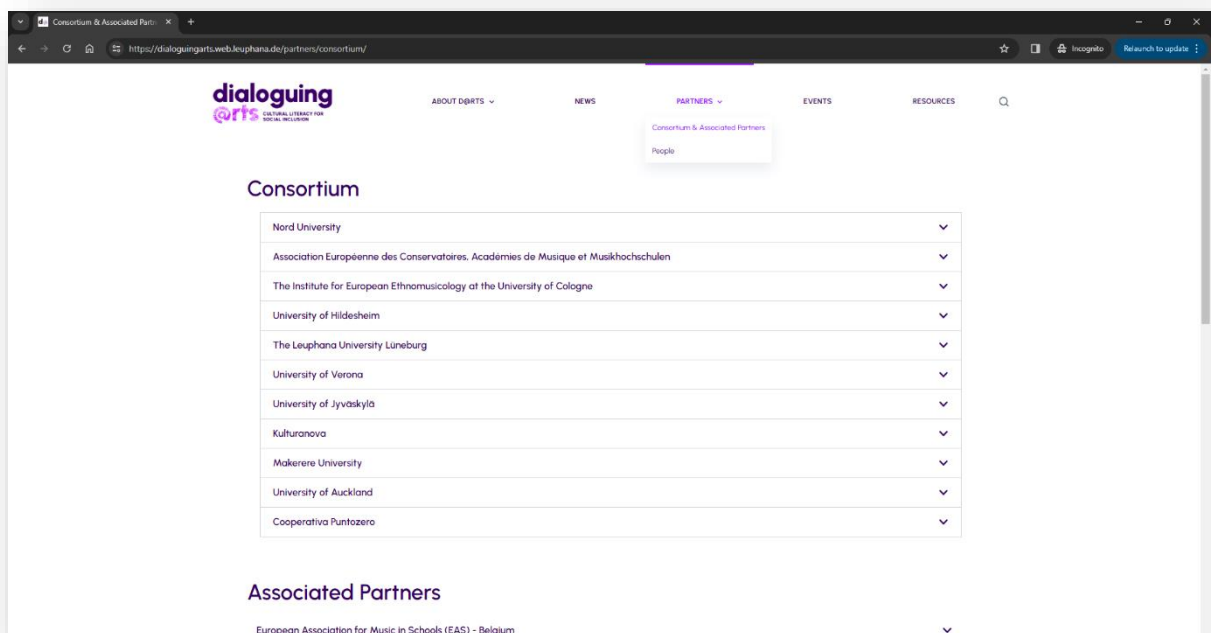 Consortium & Associated Partn
https://dialoguingarts.web.leuphana.de/partners/consortium/
Incognito
Relaunch to update
dialoguing
@rts CULTURAL LITERACY FOR
SOCIAL INCLUSION
ABOUT D@RTS
NEWS
PARTNERS
EVENTS
RESOURCES
Consortium & Associated Partners
People
Consortium
Nord University
Association Européenne des Conservatoires, Académies de Musique et Musikhochschulen
The Institute for European Ethnomusicology at the University of Cologne
University of Hildesheim
The Leuphana University Lüneburg
University of Verona
University of Jyväskylä
Kulturanova
Makerere University
University of Auckland
Cooperativa Puntozero
Associated Partners
European Association for Music in Schools (EAS) - Belgium